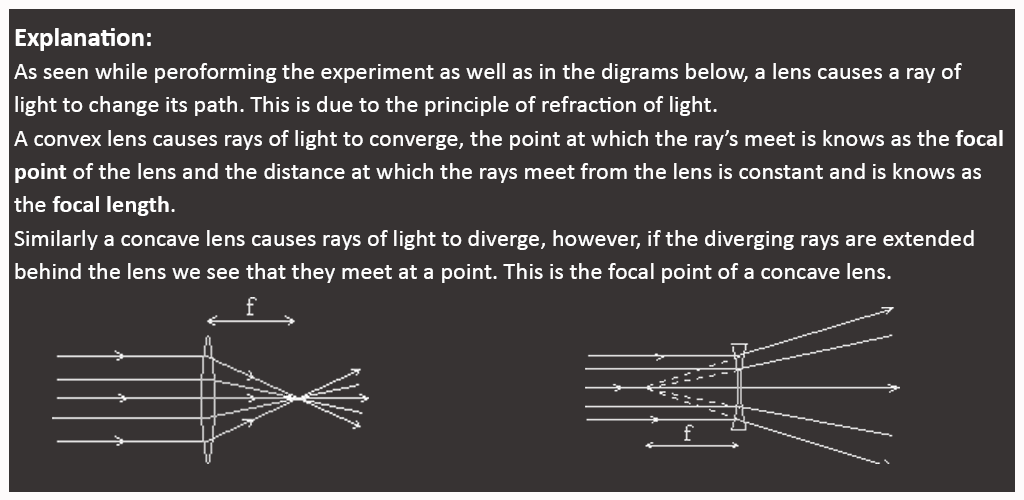 Explanation:
As seen while peroforming the experiment as well as in the digrams below, a lens causes a ray of
light to change its path. This is due to the principle of refraction of light.
A convex lens causes rays of light to converge, the point at which the ray’s meet is knows as the focal
point of the lens and the distance at which the rays meet from the lens is constant and is knows as
the focal length.
Similarly a concave lens causes rays of light to diverge, however, if the diverging rays are extended
behind the lens we see that they meet at a point. This is the focal point of a concave lens.
f
f